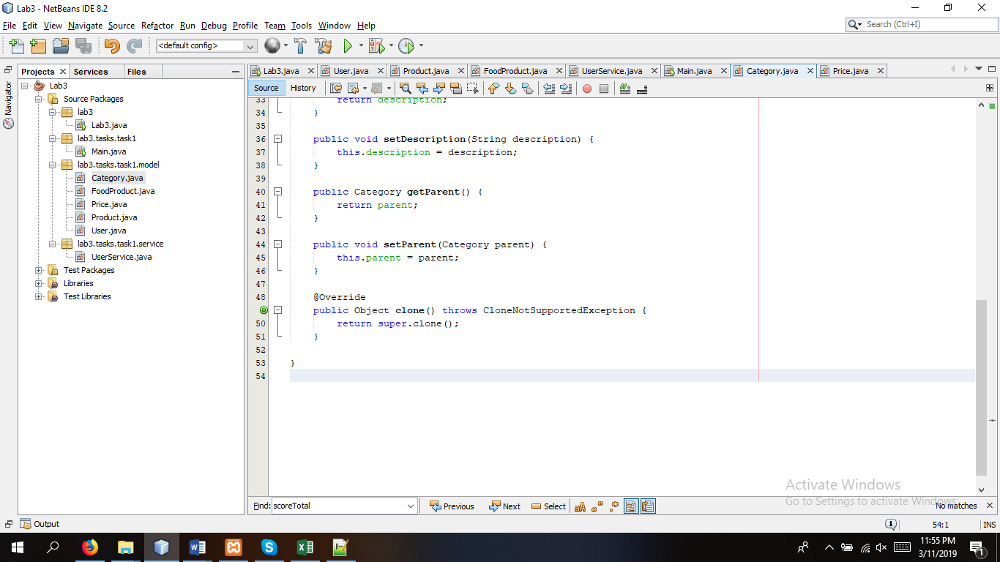 Lab3 - NetBeans IDE 8.2
File Edit View Navigate Source Refactor Run Debug Profile Team Tools Window Help
Search (Ctrl+I)
<default config>
Projects Services Files
Navigator
Lab3
Source Packages
lab3
Lab3.java
lab3.tasks.task1
Main.java
lab3.tasks.task1.model
Category.java
FoodProduct.java
Price.java
Product.java
User.java
lab3.tasks.task1.service
UserService.java
Test Packages
Libraries
Test Libraries
Lab3.java User.java Product.java FoodProduct.java UserService.java Main.java Category.java Price.java
Source History
33 return description;
34 }
35
36 public void setDescription(String description) {
37 this.description = description;
38 }
39
40 public Category getParent() {
41 return parent;
42 }
43
44 public void setParent(Category parent) {
45 this.parent = parent;
46 }
47
48 @Override
public Object clone() throws CloneNotSupportedException {
50 return super.clone();
51 }
52
53 }
54
Activate Windows
Go to Settings to activate Windows.
Find: scoreTotal Previous Next Select No matches
Output 1 54:1 INS
11:55 PM
3/11/2019
1